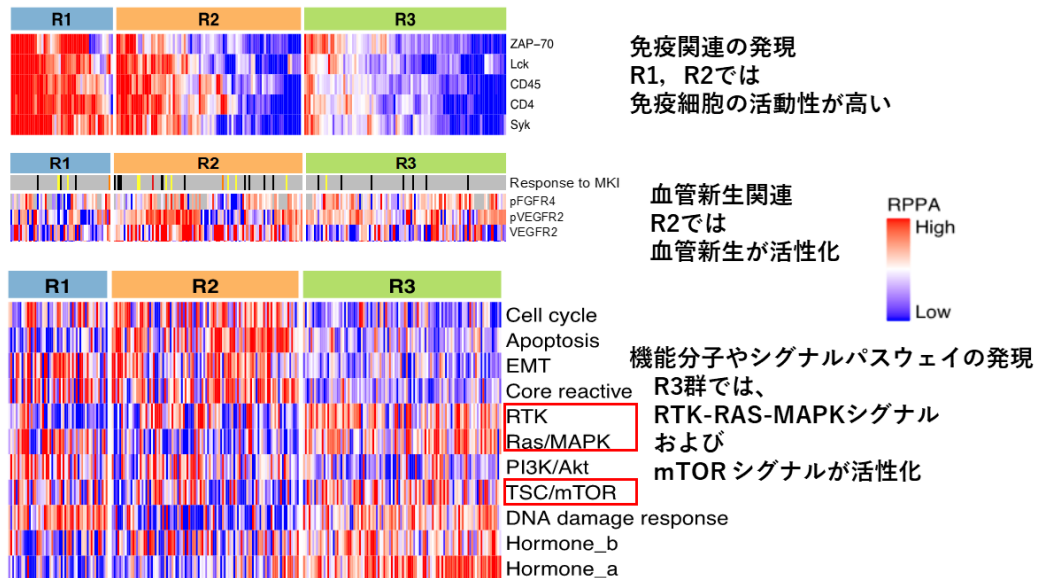 R1 R2 R3
ZAP-70
Lck
CD45
CD4
Syk
免疫関連の発現
R1，R2では
免疫細胞の活動性が高い
R1 R2 R3
Response to MKI
pFGFR4
pVEGFR2
VEGFR2
血管新生関連
R2では
血管新生が活性化
RPPA
High
Low
R1 R2 R3
Cell cycle
Apoptosis
EMT
Core reactive
RTK
Ras/MAPK
PI3K/Akt
TSC/mTOR
DNA damage response
Hormone_b
Hormone_a
機能分子やシグナルパスウェイの発現
R3群では、
RTK-RAS-MAPKシグナル
および
mTOR シグナルが活性化